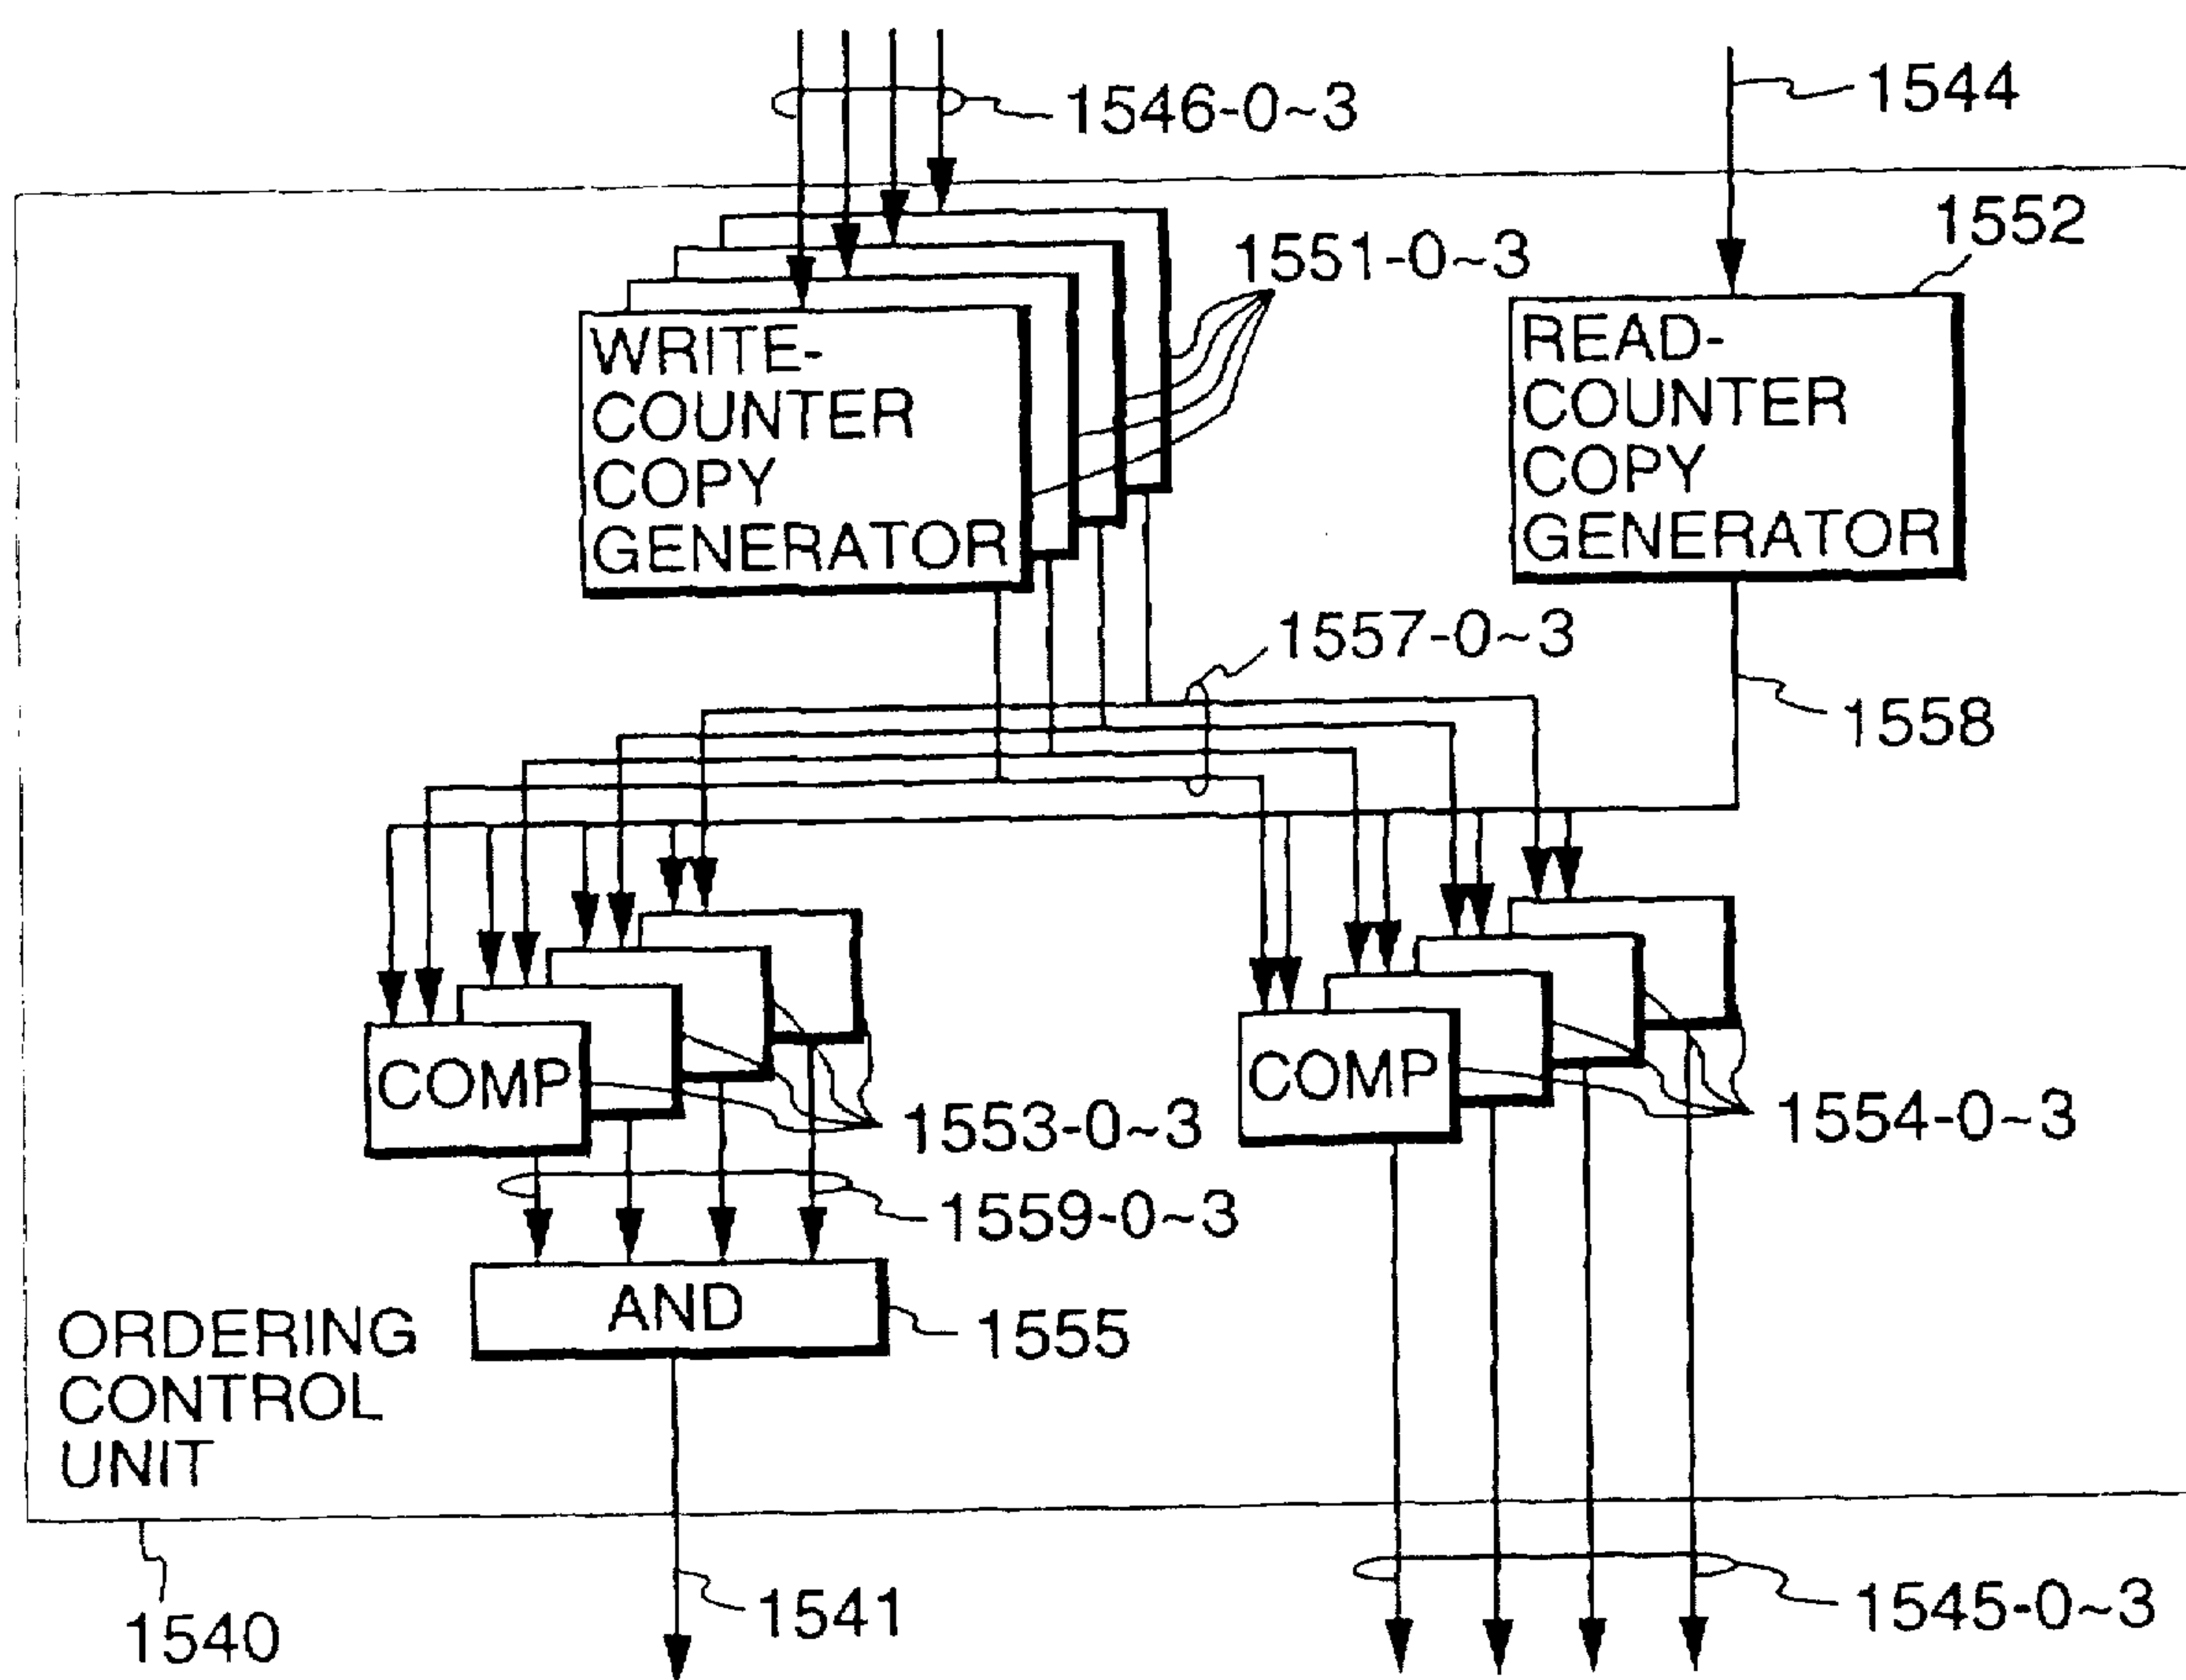 1546-0~3
1544
1552
1551-0~3
WRITE-
COUNTER
COPY
GENERATOR
READ-
COUNTER
COPY
GENERATOR
1557-0~3
1558
COMP
COMP
1553-0~3
1554-0~3
1559-0~3
AND
1555
ORDERING
CONTROL
UNIT
1540
1541
1545-0~3